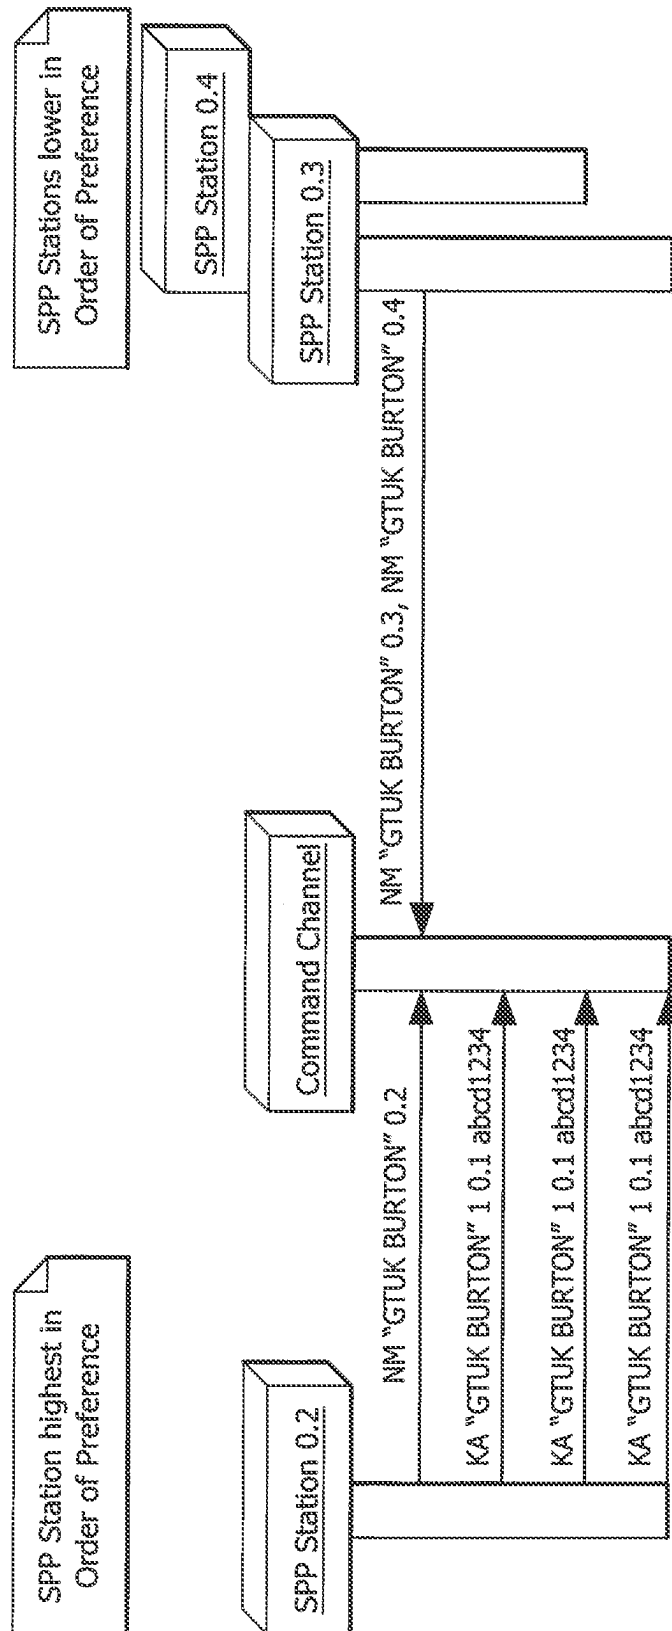 SPP Station highest in
Order of Preference
SPP Stations lower in
Order of Preference
SPP Station 0.2
Command Channel
SPP Station 0.4
SPP Station 0.3
NM “GTUK BURTON” 0.2
NM “GTUK BURTON” 0.3, NM “GTUK BURTON” 0.4
KA “GTUK BURTON” 1 0.1 abcd1234
KA “GTUK BURTON” 1 0.1 abcd1234
KA “GTUK BURTON” 1 0.1 abcd1234